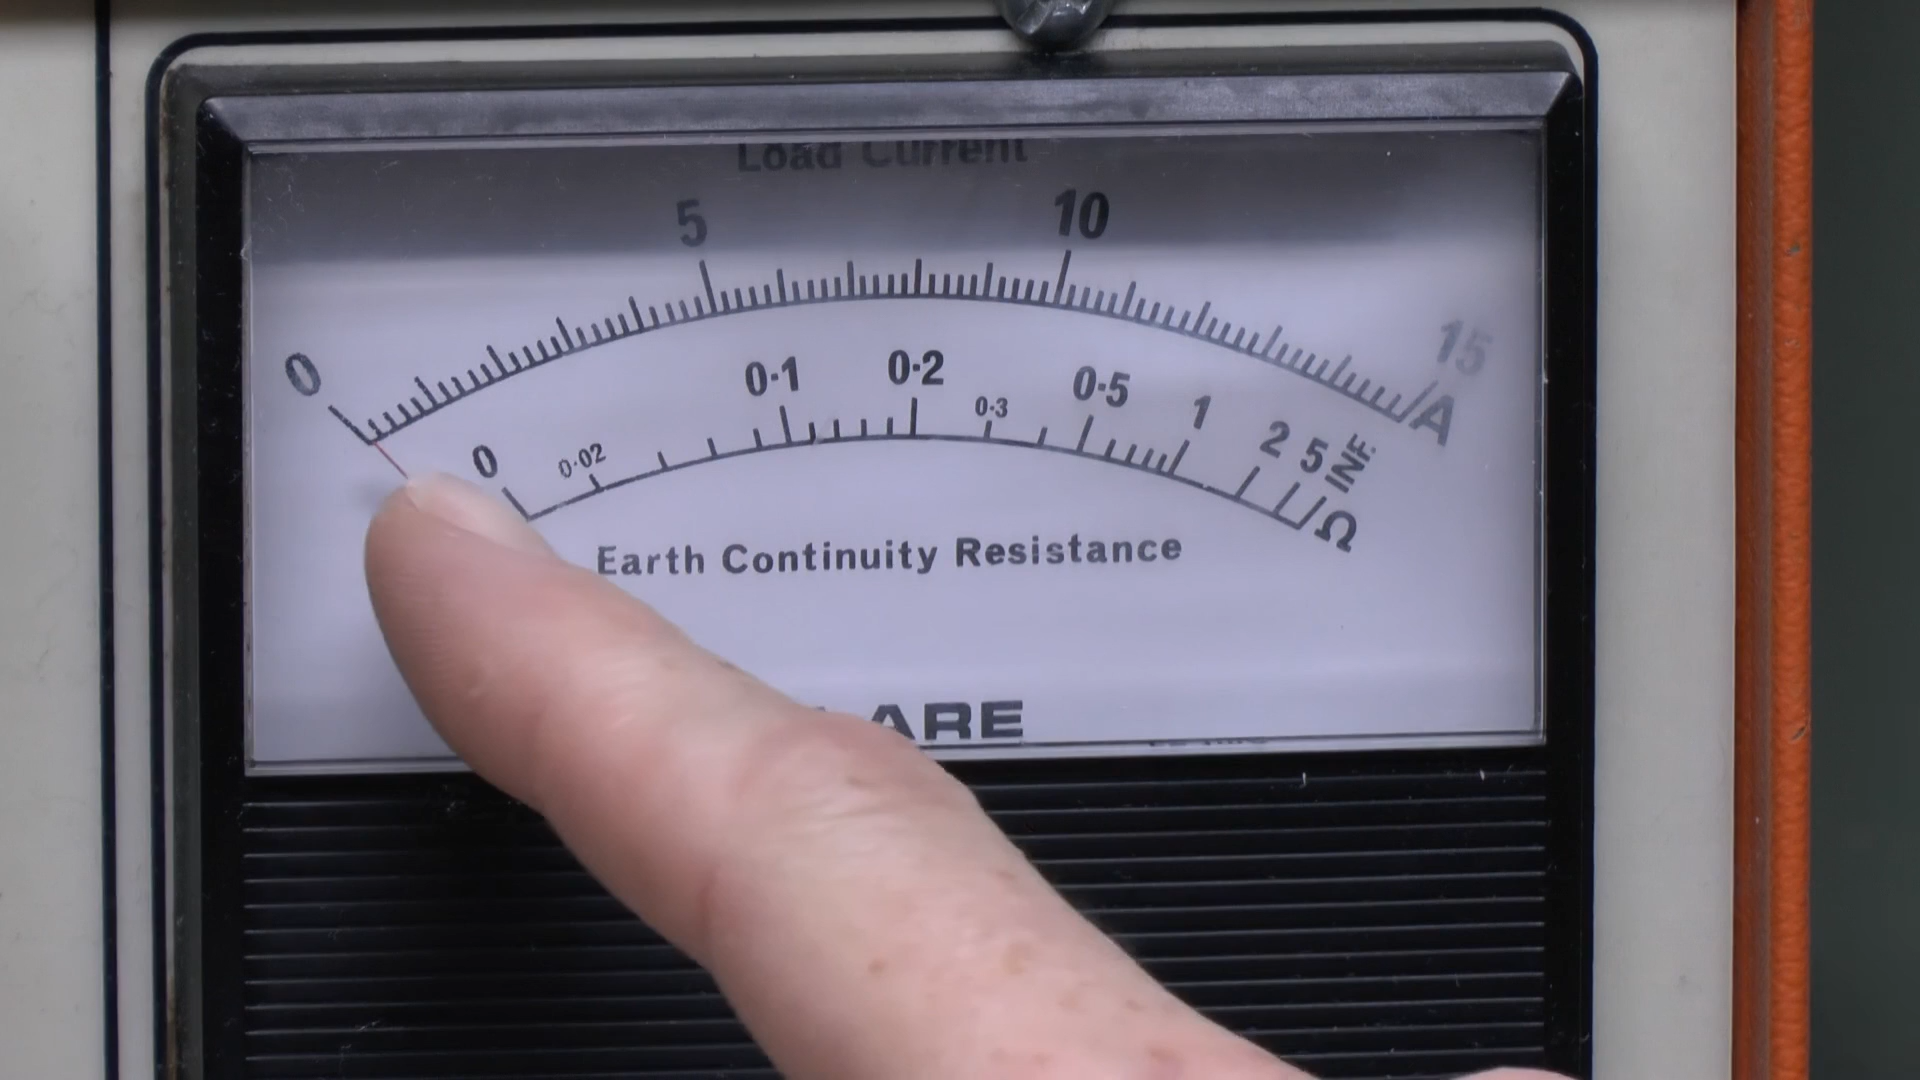 Load Current
5 10
0 15
A
0·1 0·2 0·3 0·5 1 2 5 INF.
0 0·02
Ω
Earth Continuity Resistance
ARE